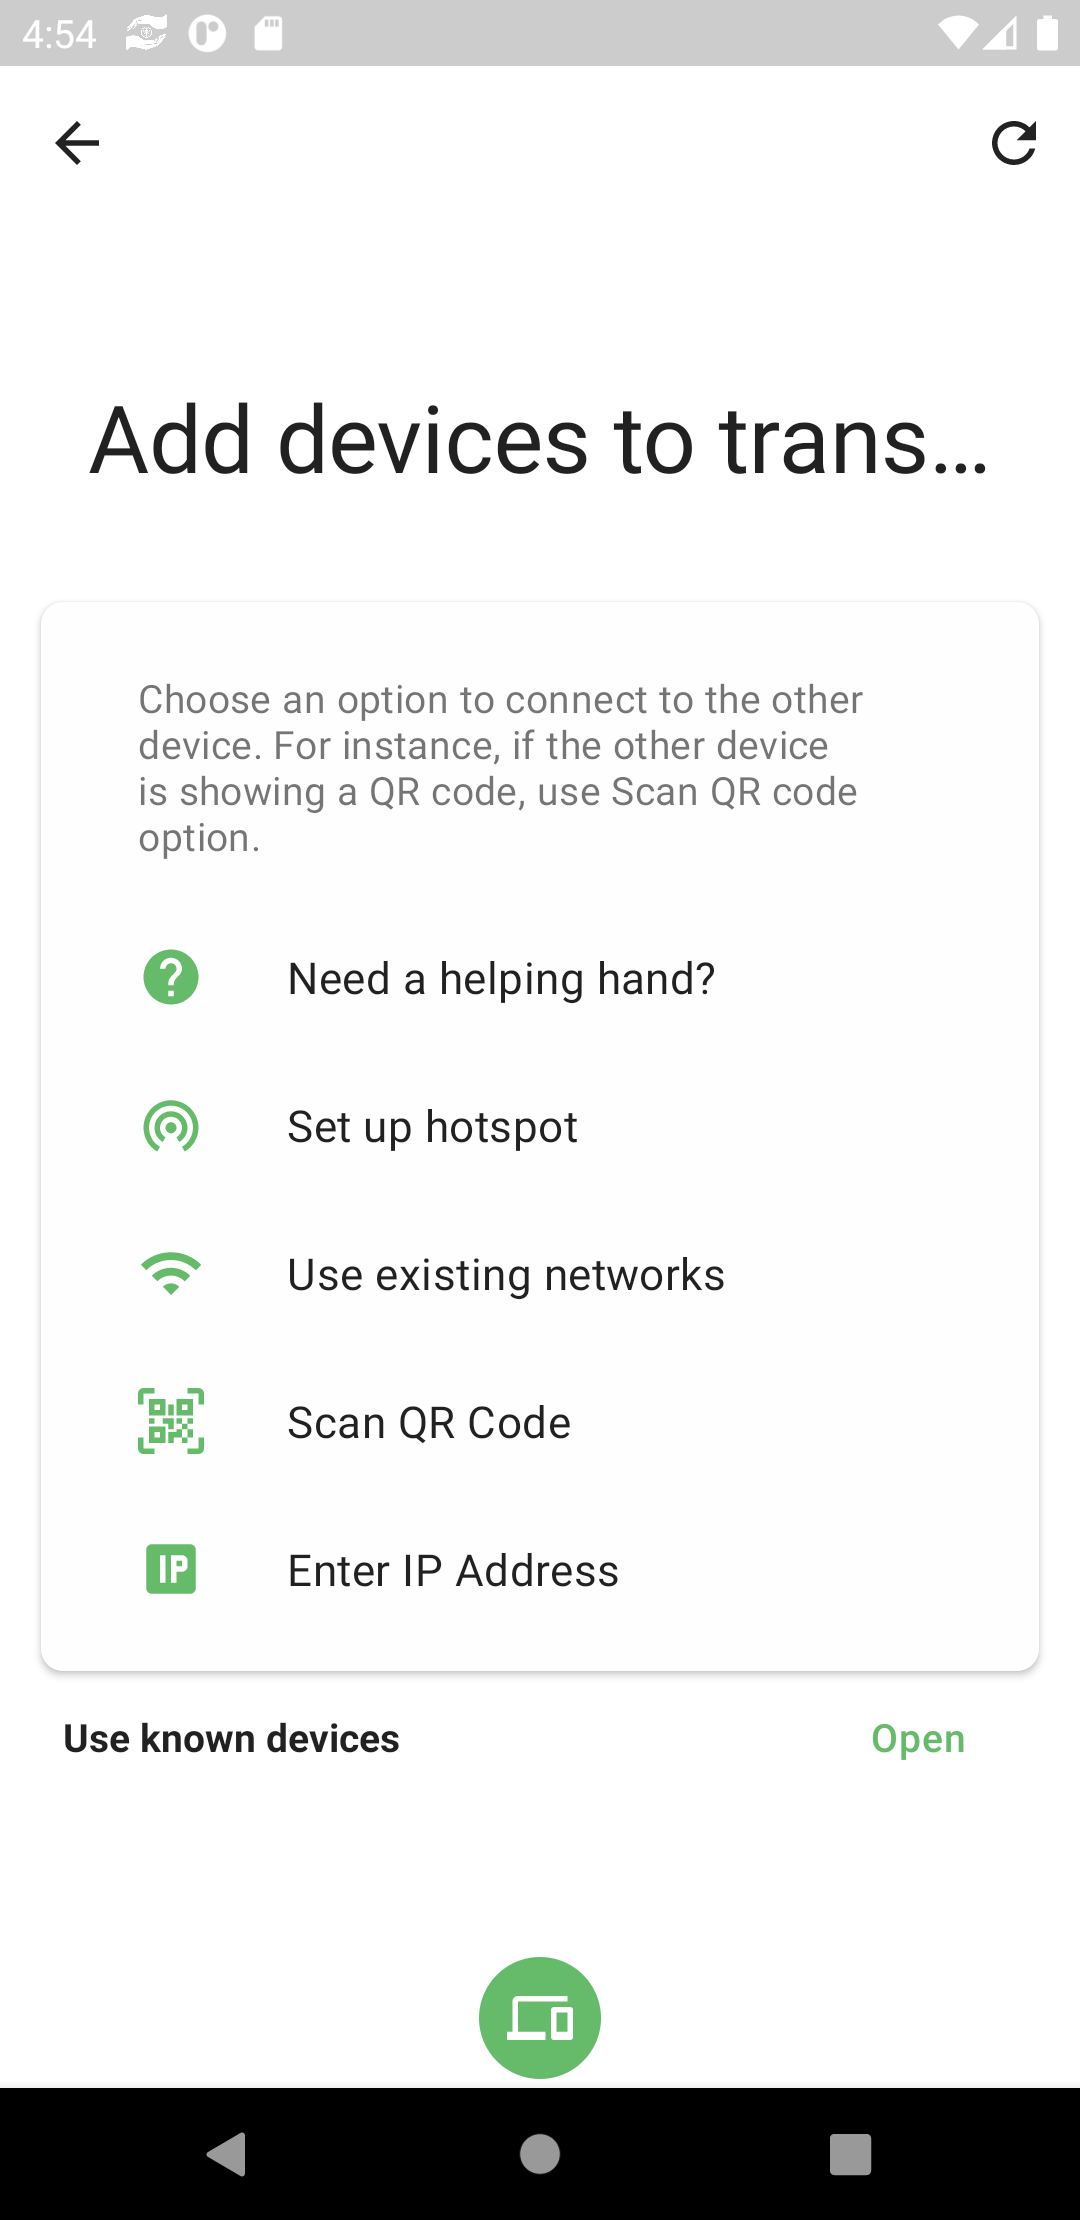 4:54
Add devices to trans…
Choose an option to connect to the other
device. For instance, if the other device
is showing a QR code, use Scan QR code
option.
Need a helping hand?
Set up hotspot
Use existing networks
Scan QR Code
IP Enter IP Address
Use known devices Open